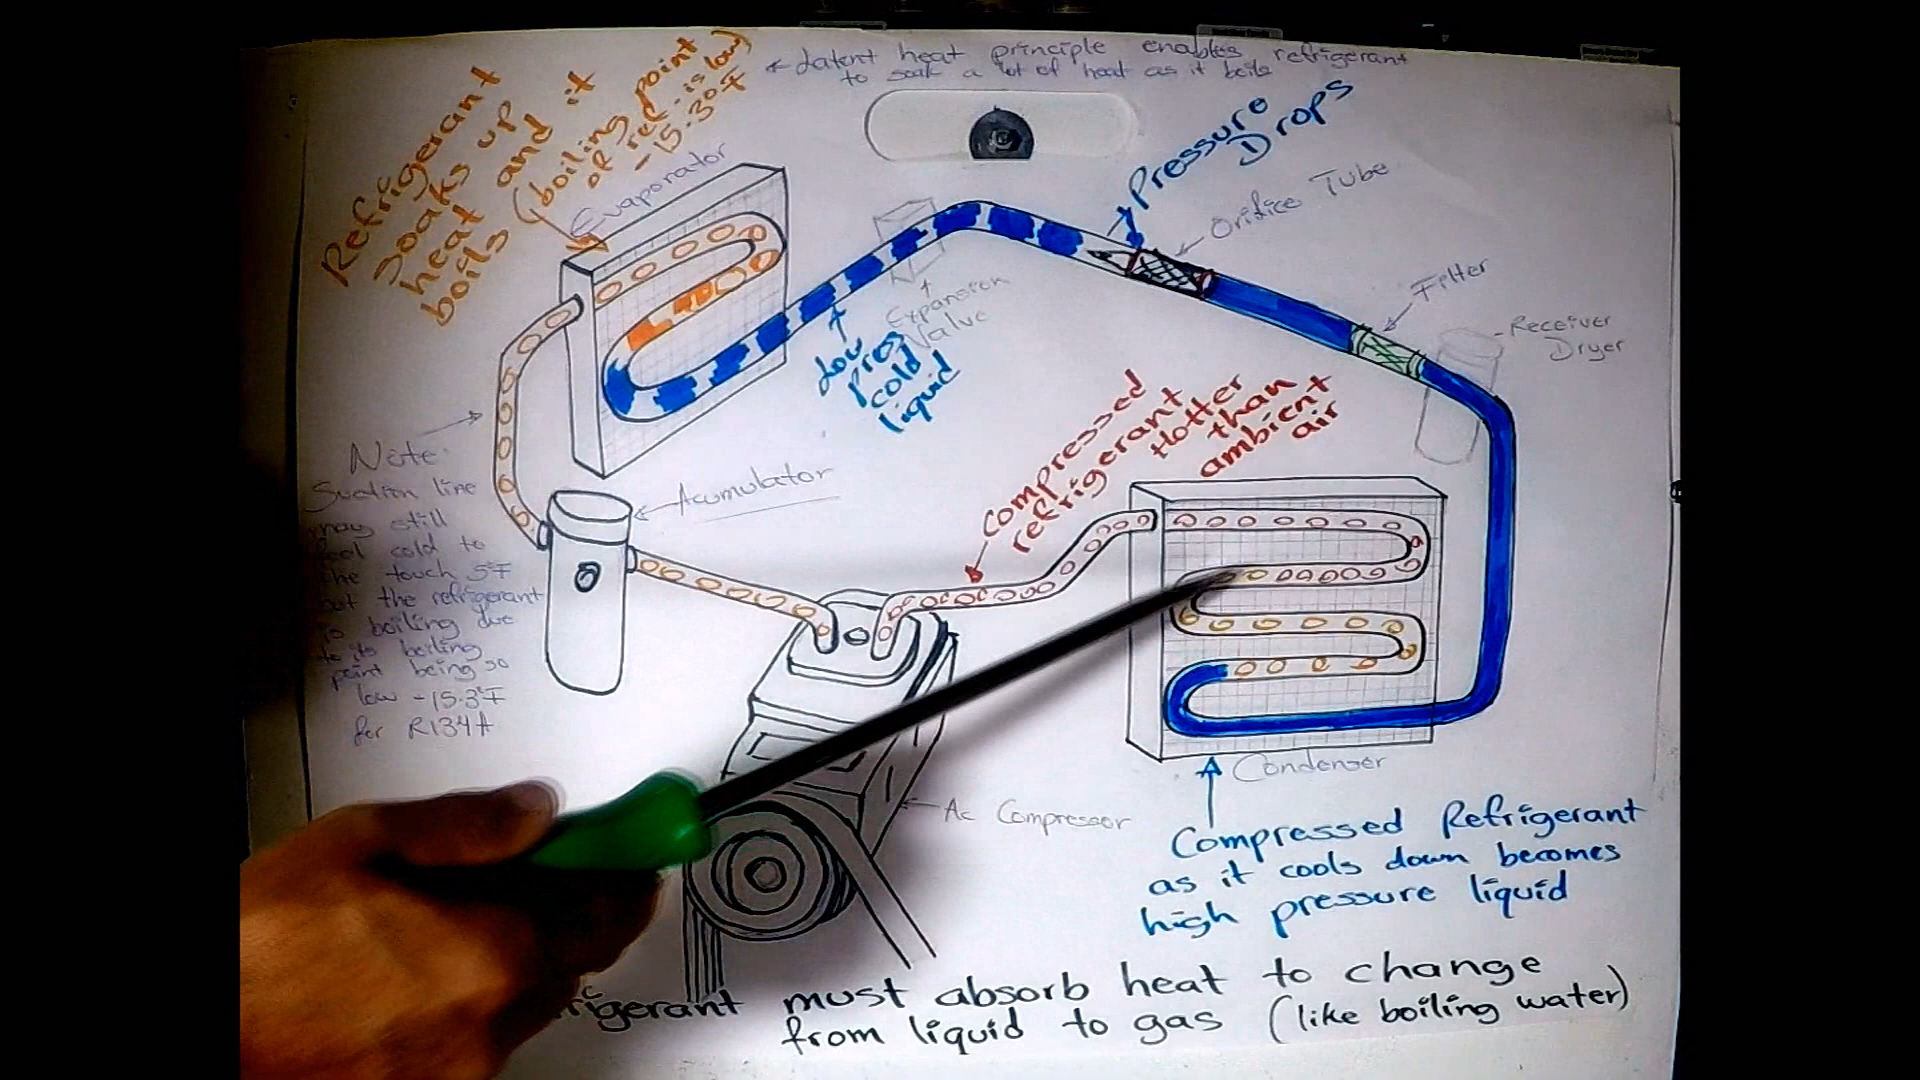 Refrigerant
soaks up
heat and it
boils (boiling point
of ref. is low)
-15.3°F
← Latent heat principle enables refrigerant
to soak a lot of heat as it boils
Evaporator
Pressure
Drops
Orifice Tube
Expansion
Valve
Filter
Receiver
Dryer
Low
press
cold
liquid
compressed
refrigerant
Hotter
than
ambient
air
Note:
Suction line
may still
feel cold to
the touch 5°F
but the refrigerant
is boiling due
to its boiling
point being so
low -15.3°F
for R134A
Acumulator
Ac Compressor
Condenser
Compressed Refrigerant
as it cools down becomes
high pressure liquid
rigerant must absorb heat to change
from liquid to gas (like boiling water)